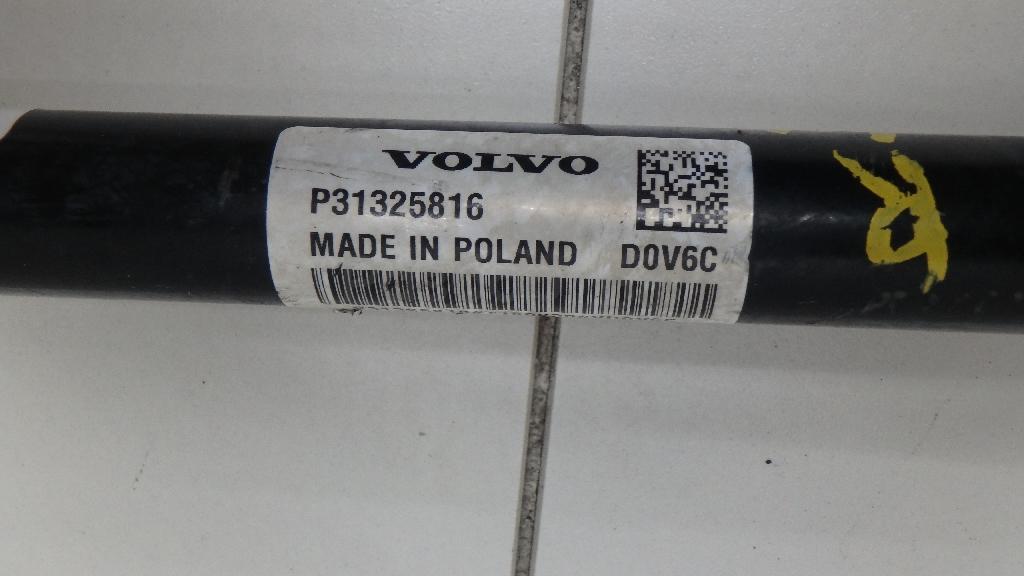 VOLVO
P31325816
MADE IN POLAND D0V6C
R